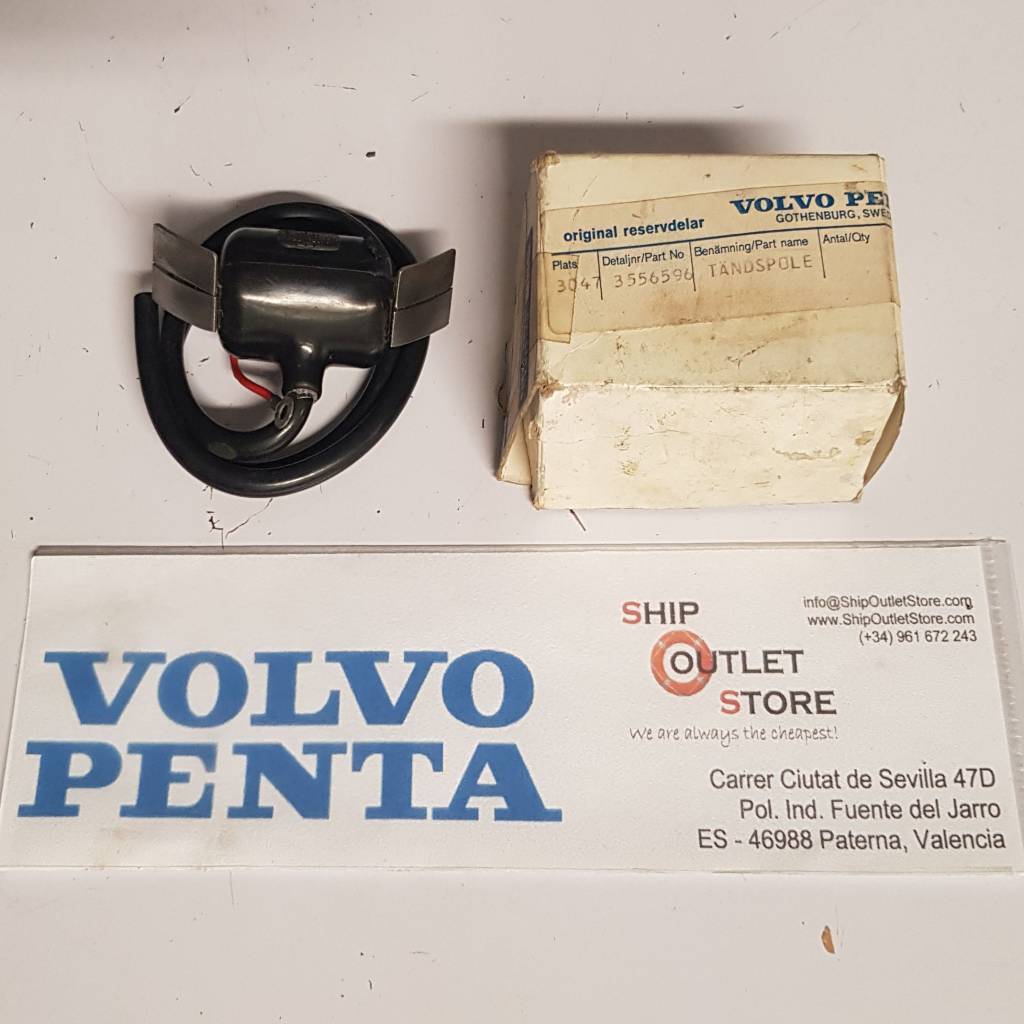 VOLVO PE
GOTHENBURG, SWE
original reservdelar
Plats Detaljnr/Part No Benämning/Part name Antal/Qty
3047 3556596 TÄNDSPOLE
VOLVO
PENTA
SHIP
OUTLET
STORE
We are always the cheapest!
info@ShipOutletStore.com
www.ShipOutletStore.com
(+34) 961 672 243
Carrer Ciutat de Sevilla 47D
Pol. Ind. Fuente del Jarro
ES - 46988 Paterna, Valencia